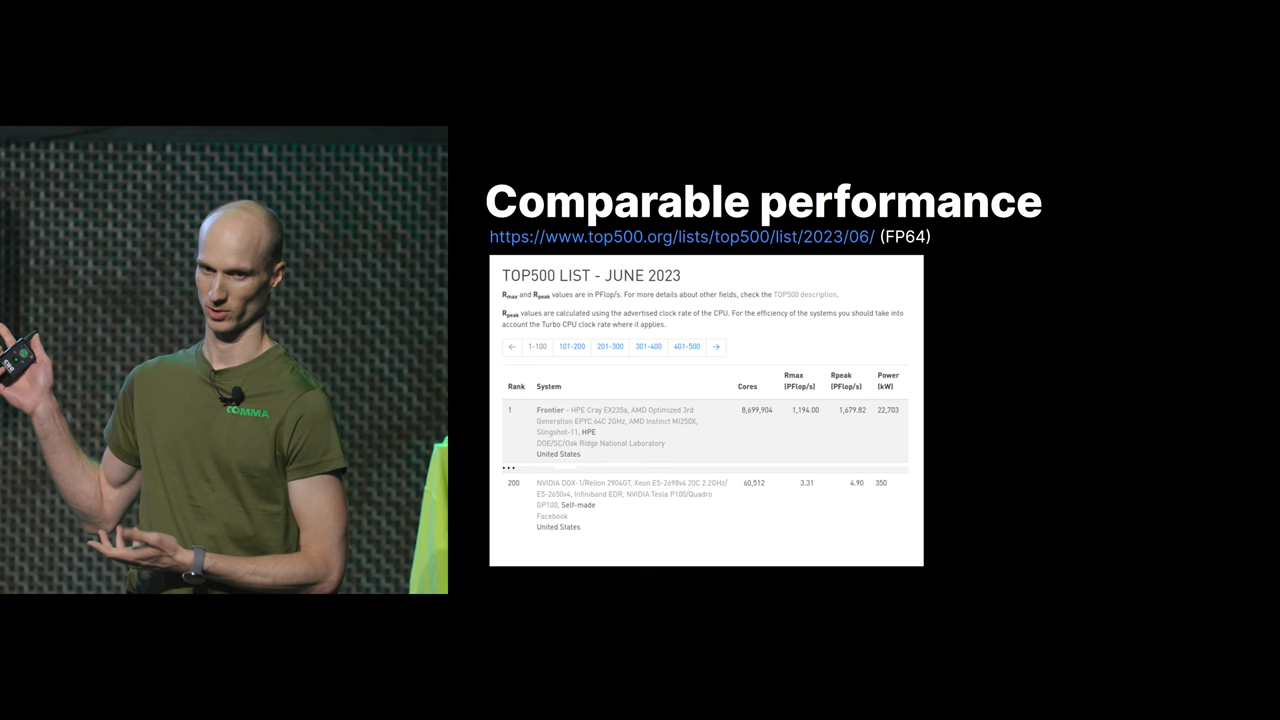 Comparable performance
https://www.top500.org/lists/top500/list/2023/06/ (FP64)
TOP500 LIST - JUNE 2023
Rmax and Rpeak values are in PFlop/s. For more details about other fields, check the TOP500 description.
Rpeak values are calculated using the advertised clock rate of the CPU. For the efficiency of the systems you should take into
account the Turbo CPU clock rate where it applies.
← 1-100 101-200 201-300 301-400 401-500 →
Rank System Cores Rmax (PFlop/s) Rpeak (PFlop/s) Power (kW)
1 Frontier - HPE Cray EX235a, AMD Optimized 3rd 8,699,904 1,194.00 1,679.82 22,703
Generation EPYC 64C 2GHz, AMD Instinct MI250X,
Slingshot-11, HPE
DOE/SC/Oak Ridge National Laboratory
United States
...
200 NVIDIA DGX-1/Relion 2904GT, Xeon E5-2698v4 20C 2.2GHz/ 60,512 3.31 4.90 350
E5-2650v4, Infiniband EDR, NVIDIA Tesla P100/Quadro
GP100, Self-made
Facebook
United States
COMMA